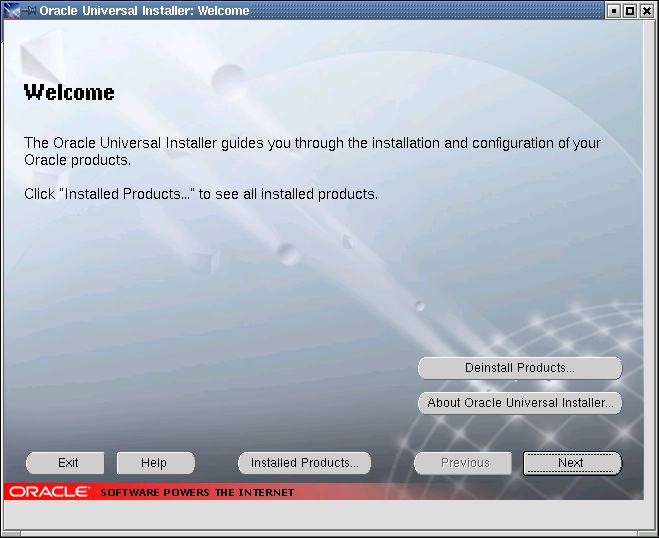 Oracle Universal Installer: Welcome
Welcome
The Oracle Universal Installer guides you through the installation and configuration of your
Oracle products.
Click "Installed Products..." to see all installed products.
Deinstall Products...
About Oracle Universal Installer...
Exit
Help
Installed Products...
Previous
Next
ORACLE® SOFTWARE POWERS THE INTERNET